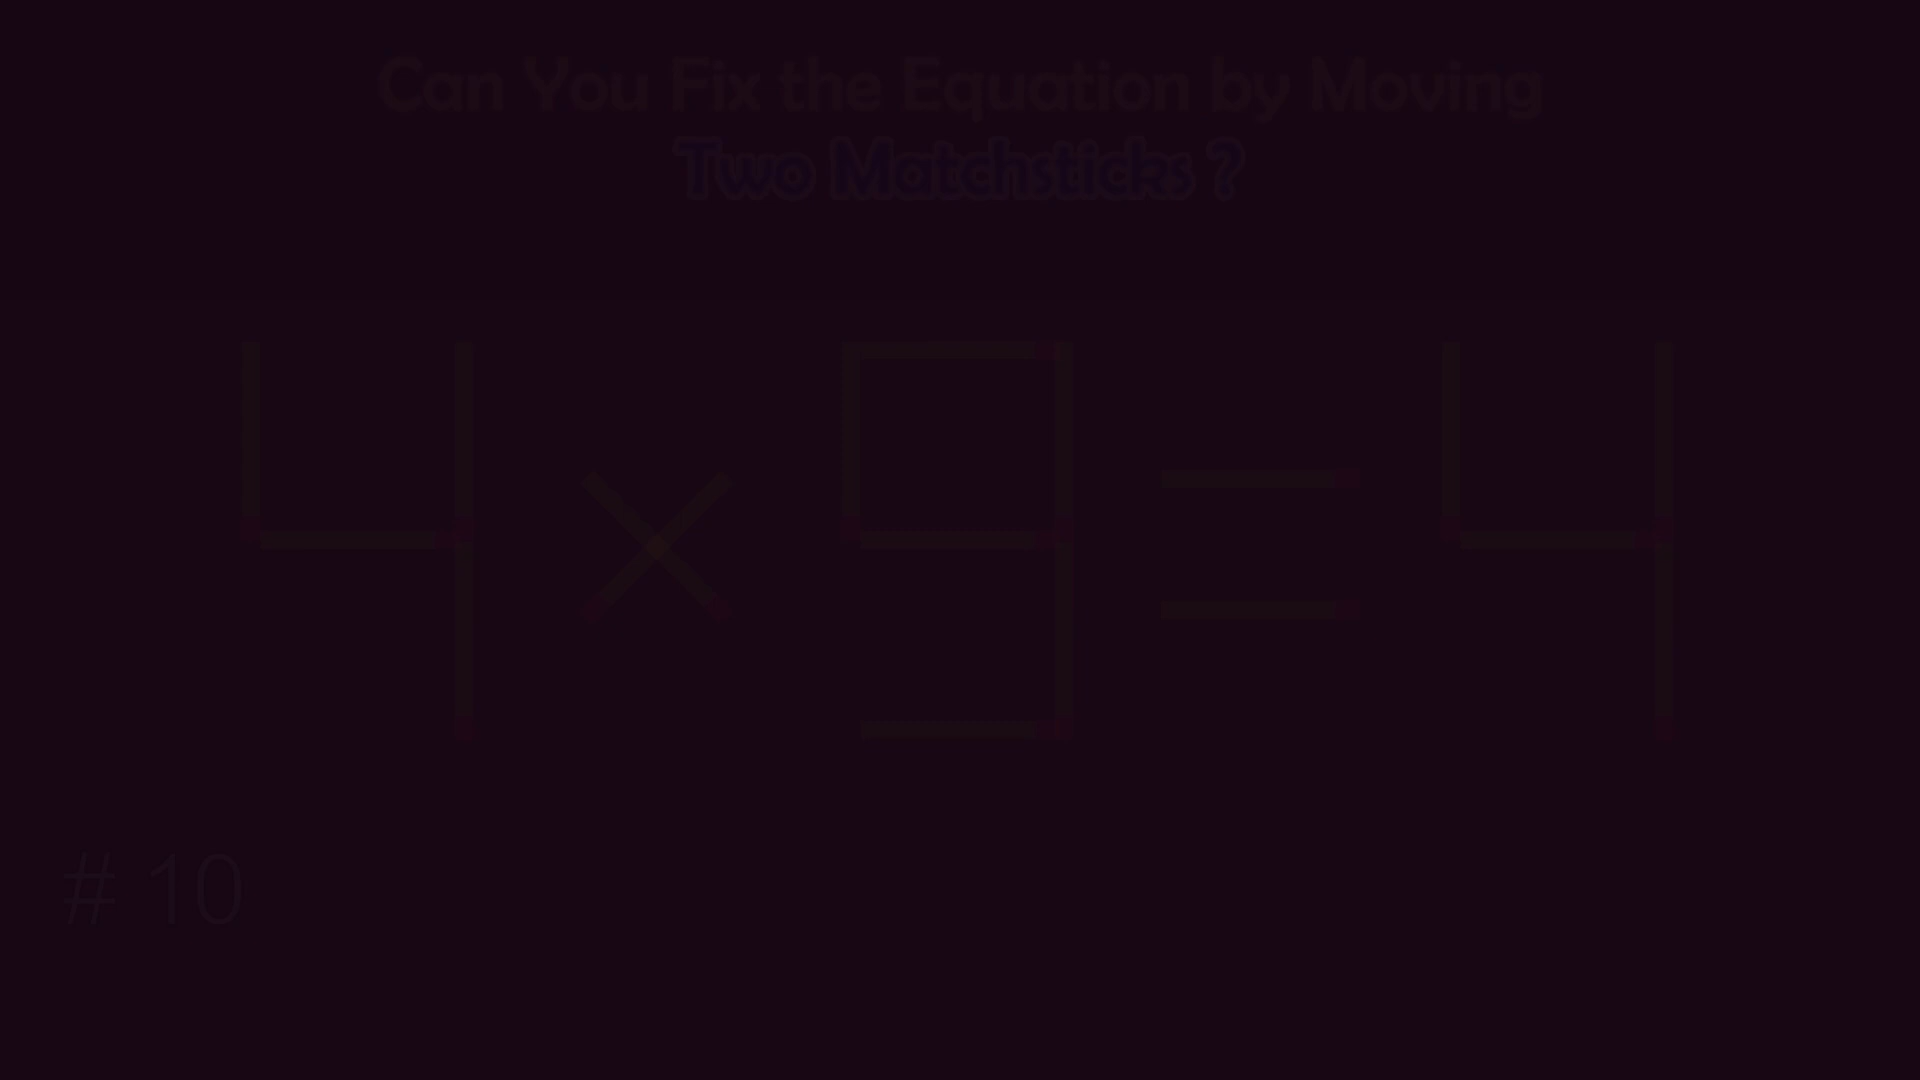 Can You Fix the Equation by Moving
Two Matchsticks ?
4 × 9 = 4
# 10